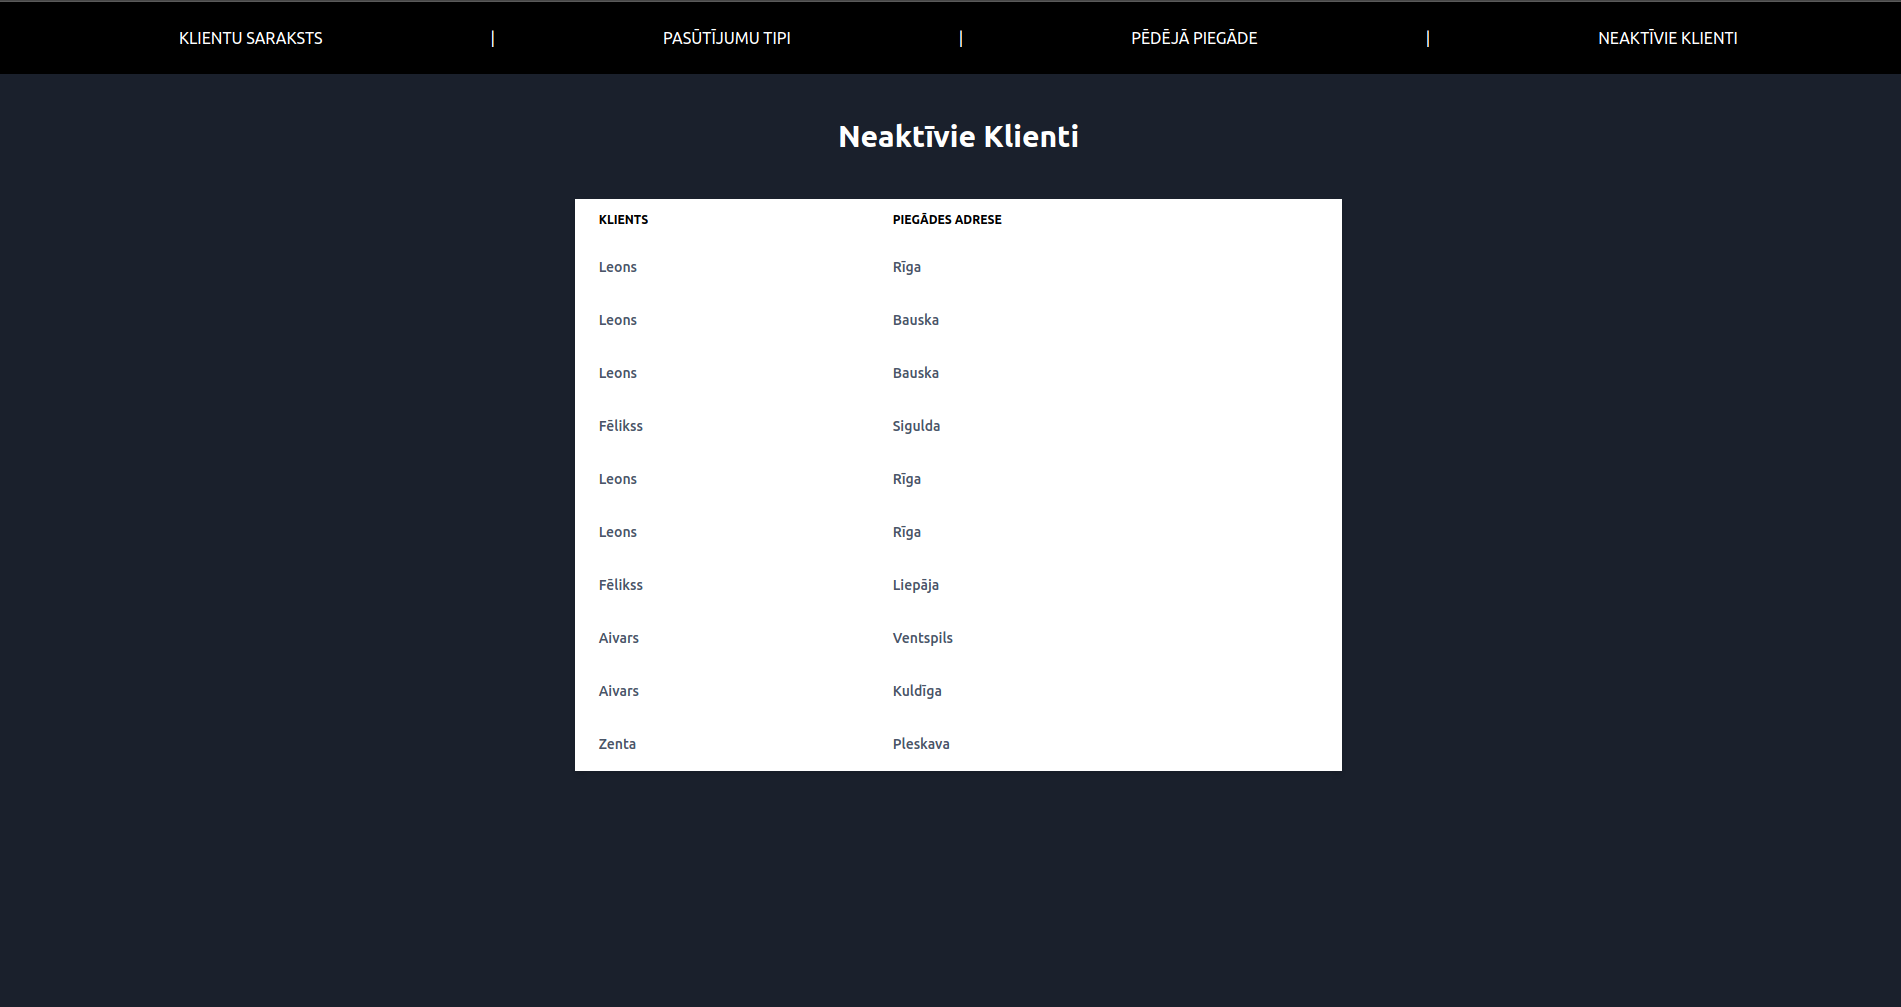 KLIENTU SARAKSTS | PASŪTĪJUMU TIPI | PĒDĒJĀ PIEGĀDE | NEAKTĪVIE KLIENTI
Neaktīvie Klienti
KLIENTS PIEGĀDES ADRESE
Leons Rīga
Leons Bauska
Leons Bauska
Fēlikss Sigulda
Leons Rīga
Leons Rīga
Fēlikss Liepāja
Aivars Ventspils
Aivars Kuldīga
Zenta Pleskava